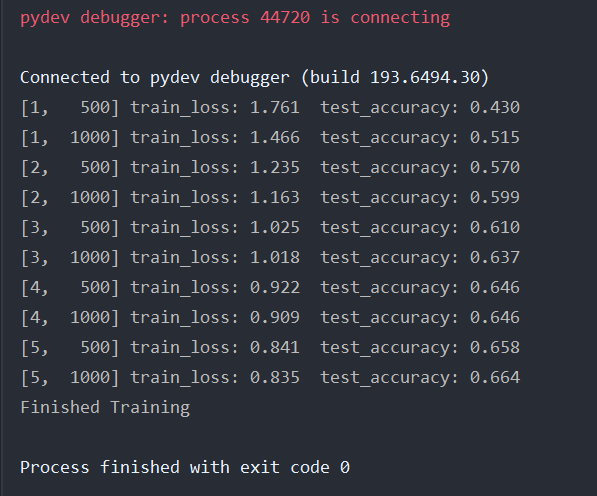 pydev debugger: process 44720 is connecting
Connected to pydev debugger (build 193.6494.30)
[1,   500] train_loss: 1.761  test_accuracy: 0.430
[1,  1000] train_loss: 1.466  test_accuracy: 0.515
[2,   500] train_loss: 1.235  test_accuracy: 0.570
[2,  1000] train_loss: 1.163  test_accuracy: 0.599
[3,   500] train_loss: 1.025  test_accuracy: 0.610
[3,  1000] train_loss: 1.018  test_accuracy: 0.637
[4,   500] train_loss: 0.922  test_accuracy: 0.646
[4,  1000] train_loss: 0.909  test_accuracy: 0.646
[5,   500] train_loss: 0.841  test_accuracy: 0.658
[5,  1000] train_loss: 0.835  test_accuracy: 0.664
Finished Training
Process finished with exit code 0